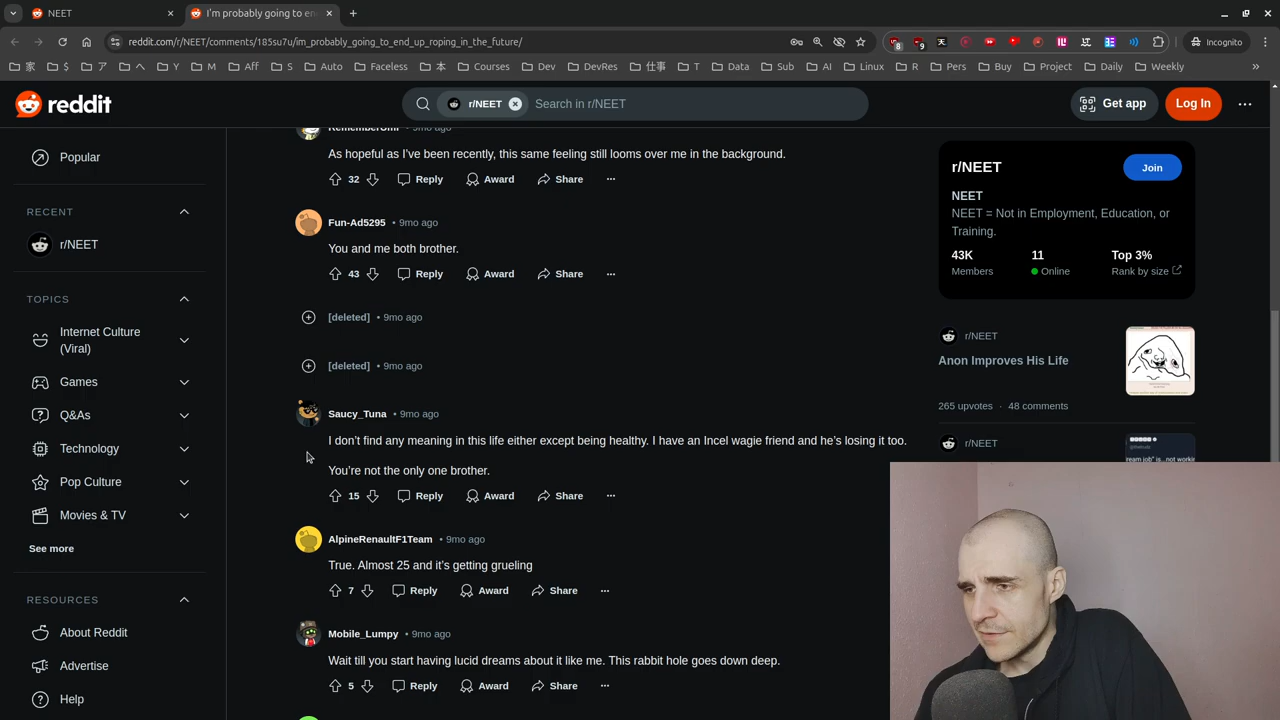 NEET
I'm probably going to en
reddit.com/r/NEET/comments/185su7u/im_probably_going_to_end_up_roping_in_the_future/
8
9
Incognito
家
$
ア
へ
Y
M
Aff
S
Auto
Faceless
本
Courses
Dev
DevRes
仕事
T
Data
Sub
AI
Linux
R
Pers
Buy
Project
Daily
Weekly
reddit
r/NEET
Search in r/NEET
Get app
Log In
Popular
RECENT
r/NEET
TOPICS
Internet Culture
(Viral)
Games
Q&As
Technology
Pop Culture
Movies & TV
See more
RESOURCES
About Reddit
Advertise
Help
9mo ago
As hopeful as I've been recently, this same feeling still looms over me in the background.
32 Reply Award Share
Fun-Ad5295 • 9mo ago
You and me both brother.
43 Reply Award Share
[deleted] • 9mo ago
[deleted] • 9mo ago
Saucy_Tuna • 9mo ago
I don't find any meaning in this life either except being healthy. I have an Incel wagie friend and he's losing it too.
You're not the only one brother.
15 Reply Award Share
AlpineRenaultF1Team • 9mo ago
True. Almost 25 and it's getting grueling
7 Reply Award Share
Mobile_Lumpy • 9mo ago
Wait till you start having lucid dreams about it like me. This rabbit hole goes down deep.
5 Reply Award Share
r/NEET
Join
NEET
NEET = Not in Employment, Education, or
Training.
43K 11 Top 3%
Members Online Rank by size
r/NEET
Anon Improves His Life
265 upvotes • 48 comments
r/NEET